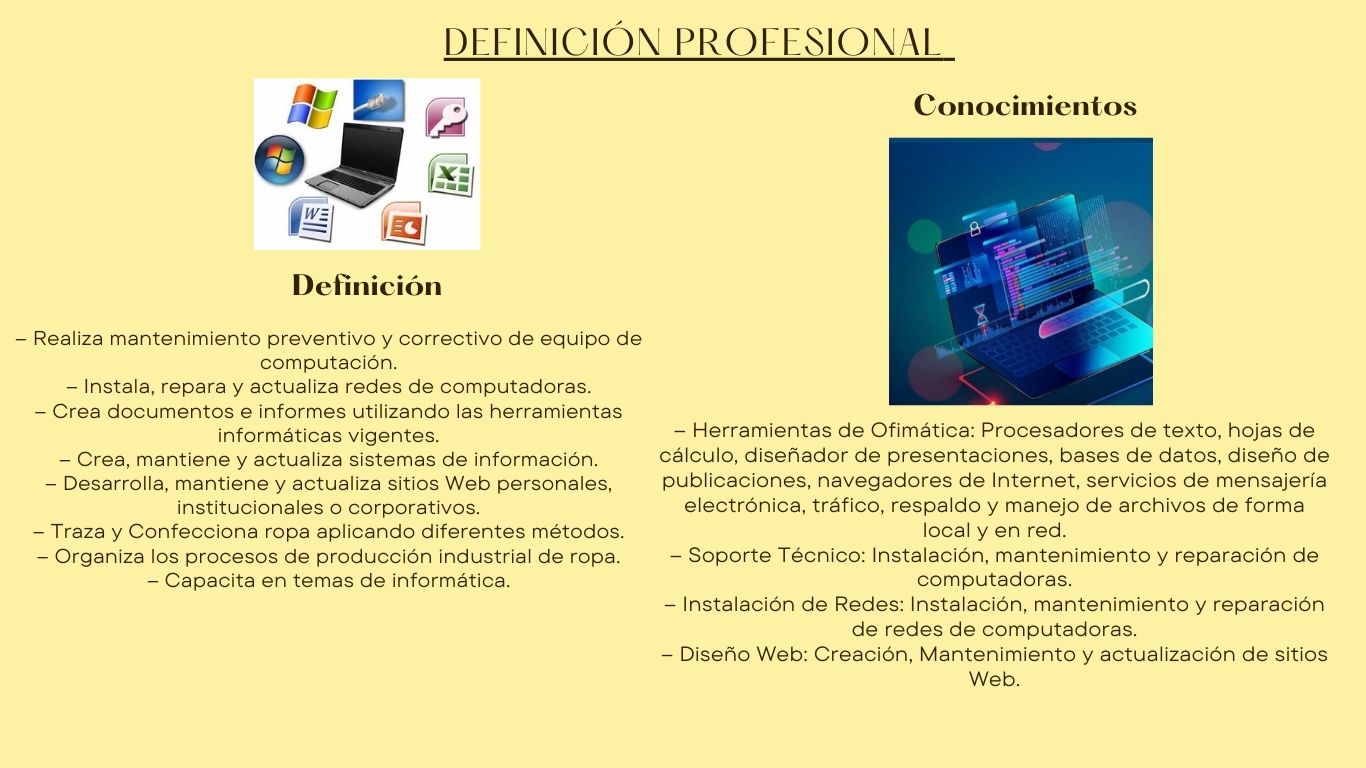 DEFINICIÓN PROFESIONAL
Definición
– Realiza mantenimiento preventivo y correctivo de equipo de
computación.
– Instala, repara y actualiza redes de computadoras.
– Crea documentos e informes utilizando las herramientas
informáticas vigentes.
– Crea, mantiene y actualiza sistemas de información.
– Desarrolla, mantiene y actualiza sitios Web personales,
institucionales o corporativos.
– Traza y Confecciona ropa aplicando diferentes métodos.
– Organiza los procesos de producción industrial de ropa.
– Capacita en temas de informática.
Conocimientos
– Herramientas de Ofimática: Procesadores de texto, hojas de
cálculo, diseñador de presentaciones, bases de datos, diseño de
publicaciones, navegadores de Internet, servicios de mensajería
electrónica, tráfico, respaldo y manejo de archivos de forma
local y en red.
– Soporte Técnico: Instalación, mantenimiento y reparación de
computadoras.
– Instalación de Redes: Instalación, mantenimiento y reparación
de redes de computadoras.
– Diseño Web: Creación, Mantenimiento y actualización de sitios
Web.